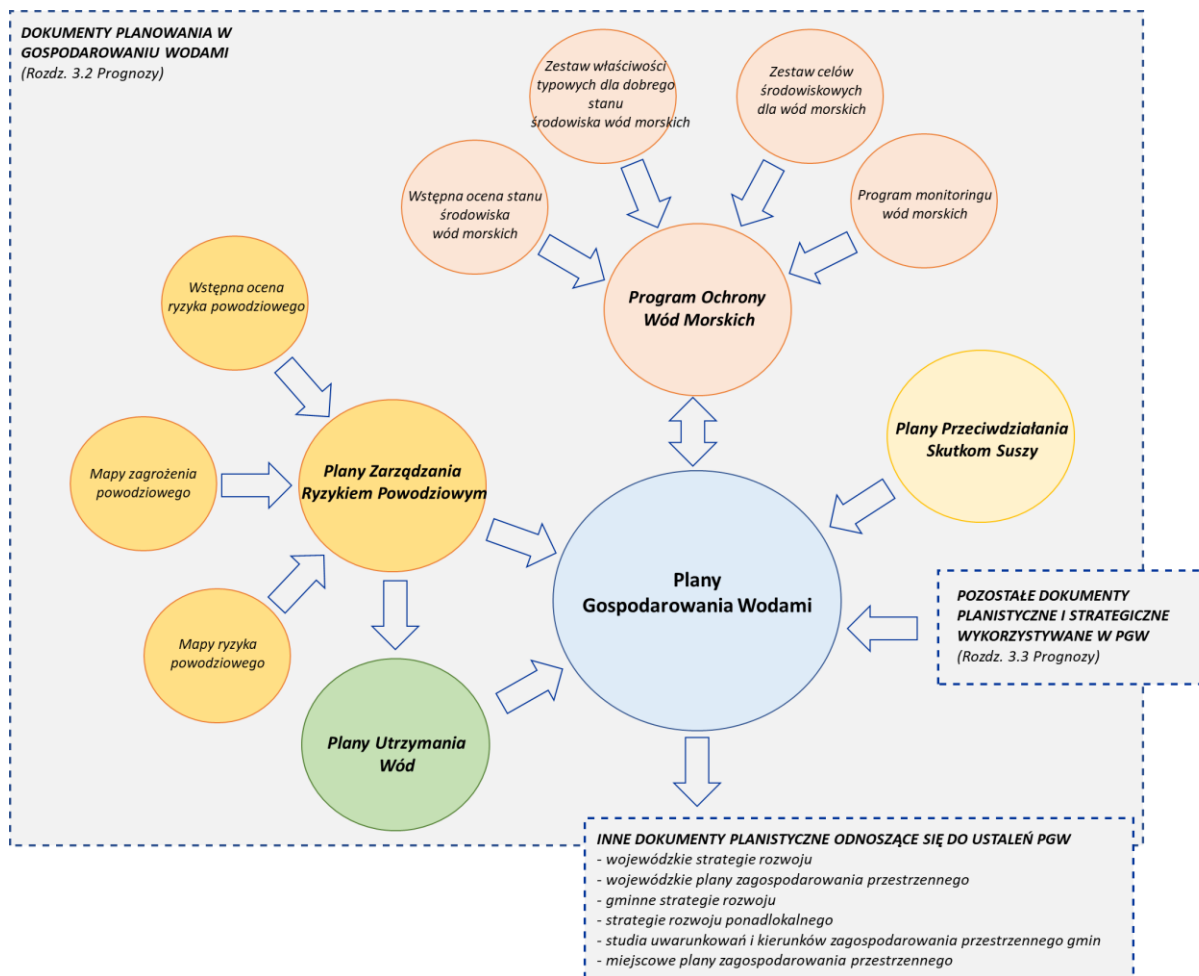 DOKUMENTY PLANOWANIA W
GOSPODAROWANIU WODAMI
(Rozdz. 3.2 Prognozy)
Zestaw właściwości
typowych dla dobrego
stanu
środowiska wód morskich
Zestaw celów
środowiskowych
dla wód morskich
Wstępna ocena stanu
środowiska
wód morskich
Program monitoringu
wód morskich
Program Ochrony
Wód Morskich
Wstępna ocena
ryzyka powodziowego
Mapy zagrożenia
powodziowego
Mapy ryzyka
powodziowego
Plany Zarządzania
Ryzykiem Powodziowym
Plany Przeciwdziałania
Skutkom Suszy
Plany
Gospodarowania Wodami
Plany Utrzymania
Wód
POZOSTAŁE DOKUMENTY
PLANISTYCZNE I STRATEGICZNE
WYKORZYSTYWANE W PGW
(Rozdz. 3.3 Prognozy)
INNE DOKUMENTY PLANISTYCZNE ODNOSZĄCE SIĘ DO USTALEŃ PGW
- wojewódzkie strategie rozwoju
- wojewódzkie plany zagospodarowania przestrzennego
- gminne strategie rozwoju
- strategie rozwoju ponadlokalnego
- studia uwarunkowań i kierunków zagospodarowania przestrzennego gmin
- miejscowe plany zagospodarowania przestrzennego